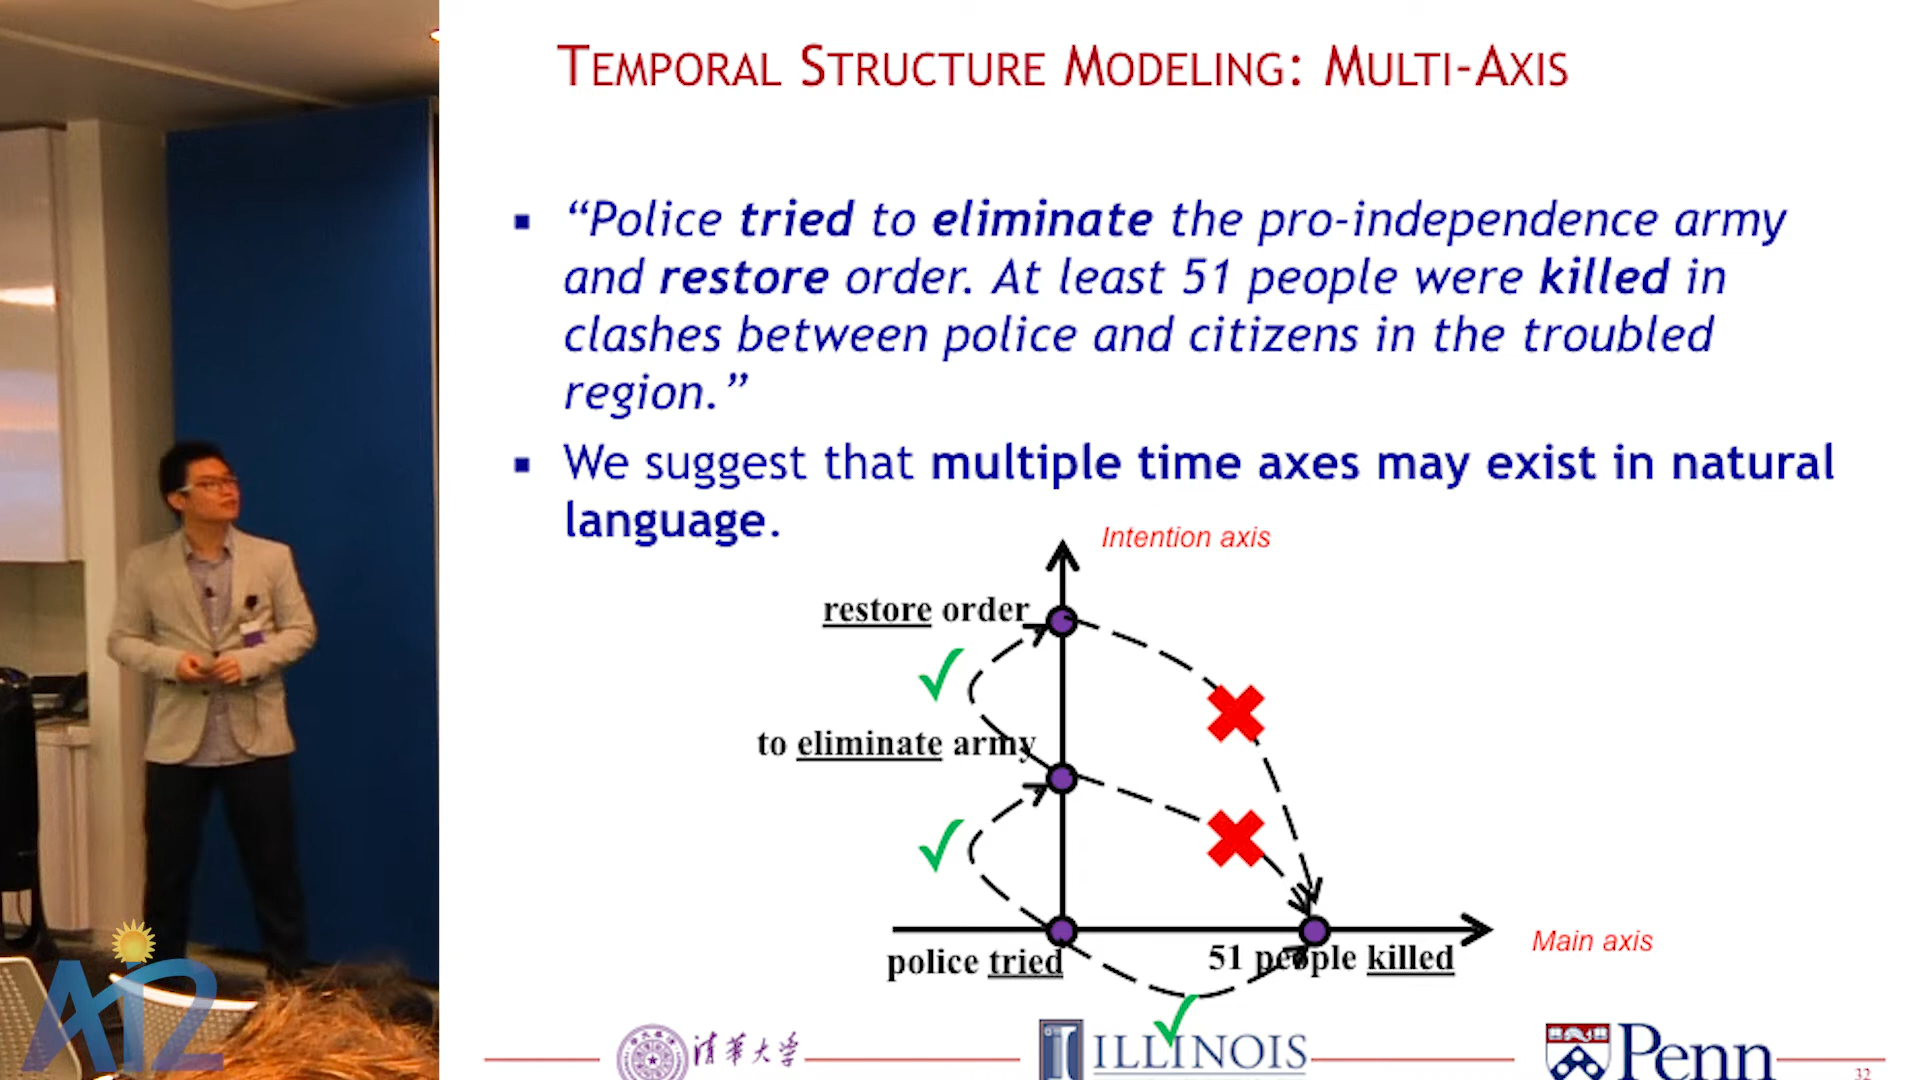 TEMPORAL STRUCTURE MODELING: MULTI-AXIS
“Police tried to eliminate the pro-independence army
and restore order. At least 51 people were killed in
clashes between police and citizens in the troubled
region.”
We suggest that multiple time axes may exist in natural
language.
Intention axis
restore order
to eliminate army
police tried
51 people killed
Main axis
AI2
清华大学
ILLINOIS
Penn
32